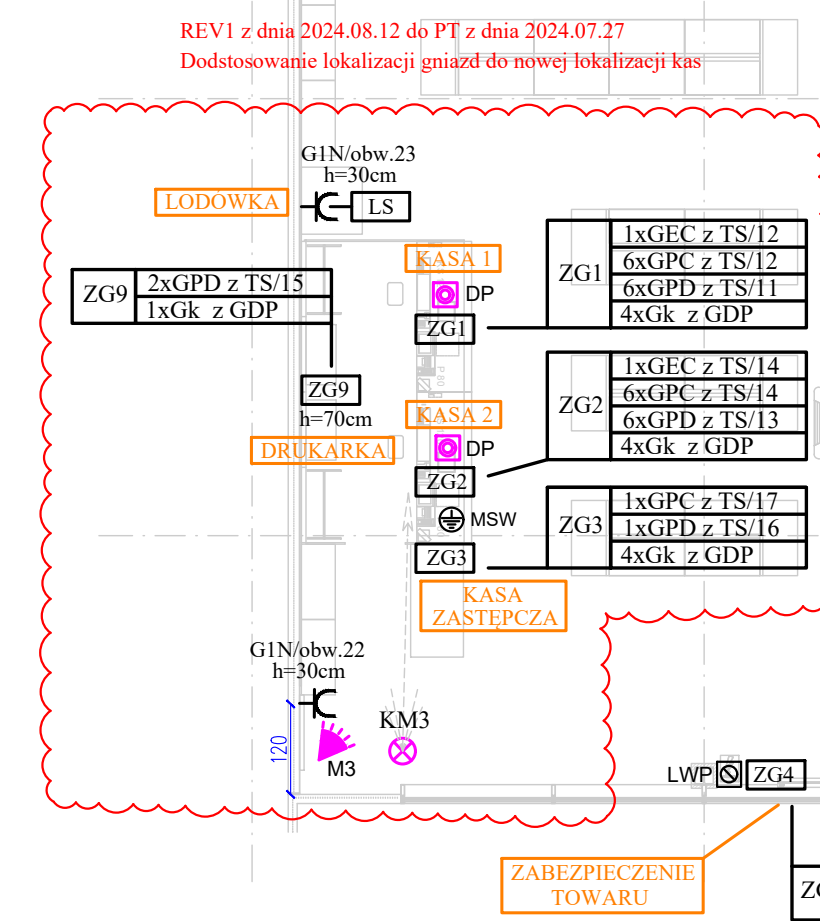 REV1 z dnia 2024.08.12 do PT z dnia 2024.07.27
Dodstosowanie lokalizacji gniazd do nowej lokalizacji kas
G1N/obw.23
h=30cm
LODÓWKA
LS
KASA 1
DP
ZG1
ZG1
1xGEC z TS/12
6xGPC z TS/12
6xGPD z TS/11
4xGk z GDP
ZG9
2xGPD z TS/15
1xGk z GDP
P80
ZG9
h=70cm
DRUKARKA
KASA 2
DP
ZG2
ZG2
1xGEC z TS/14
6xGPC z TS/14
6xGPD z TS/13
4xGk z GDP
MSW
ZG3
ZG3
1xGPC z TS/17
1xGPD z TS/16
4xGk z GDP
KASA
ZASTĘPCZA
G1N/obw.22
h=30cm
120
M3
KM3
LWP
ZG4
ZABEZPIECZENIE
TOWARU